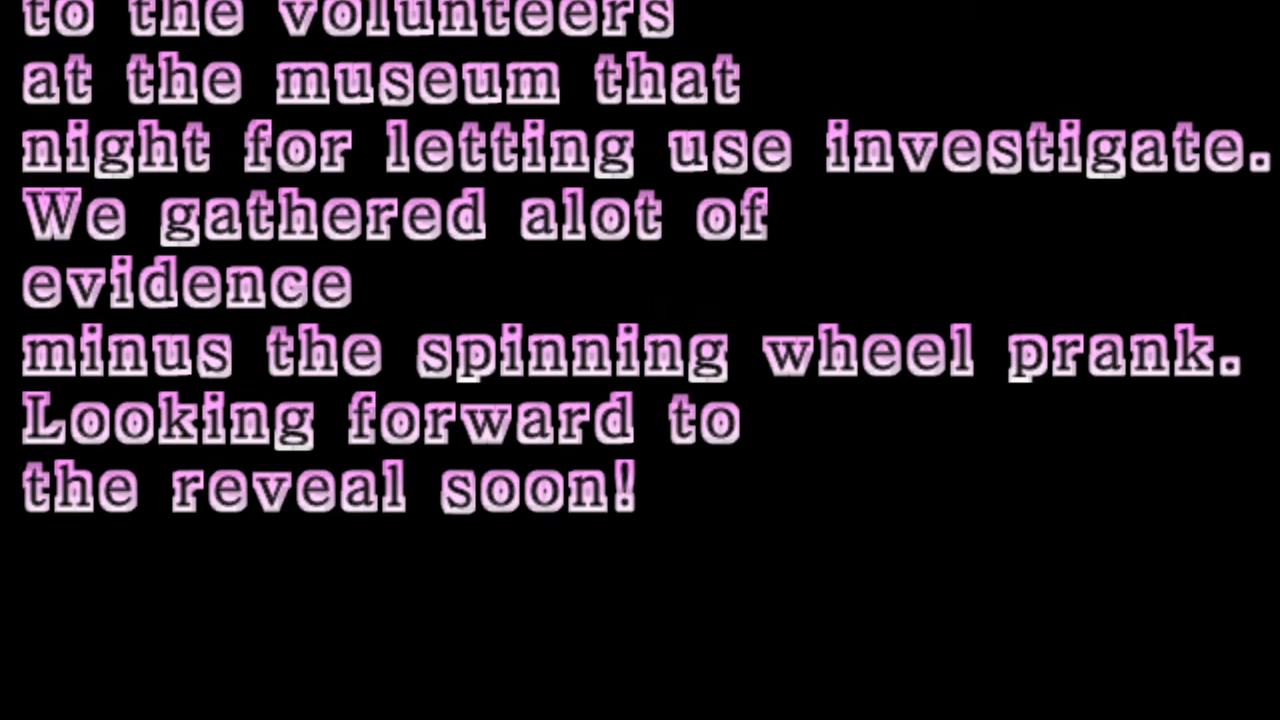 to the volunteers
at the museum that
night for letting use investigate.
We gathered alot of
evidence
minus the spinning wheel prank.
Looking forward to
the reveal soon!